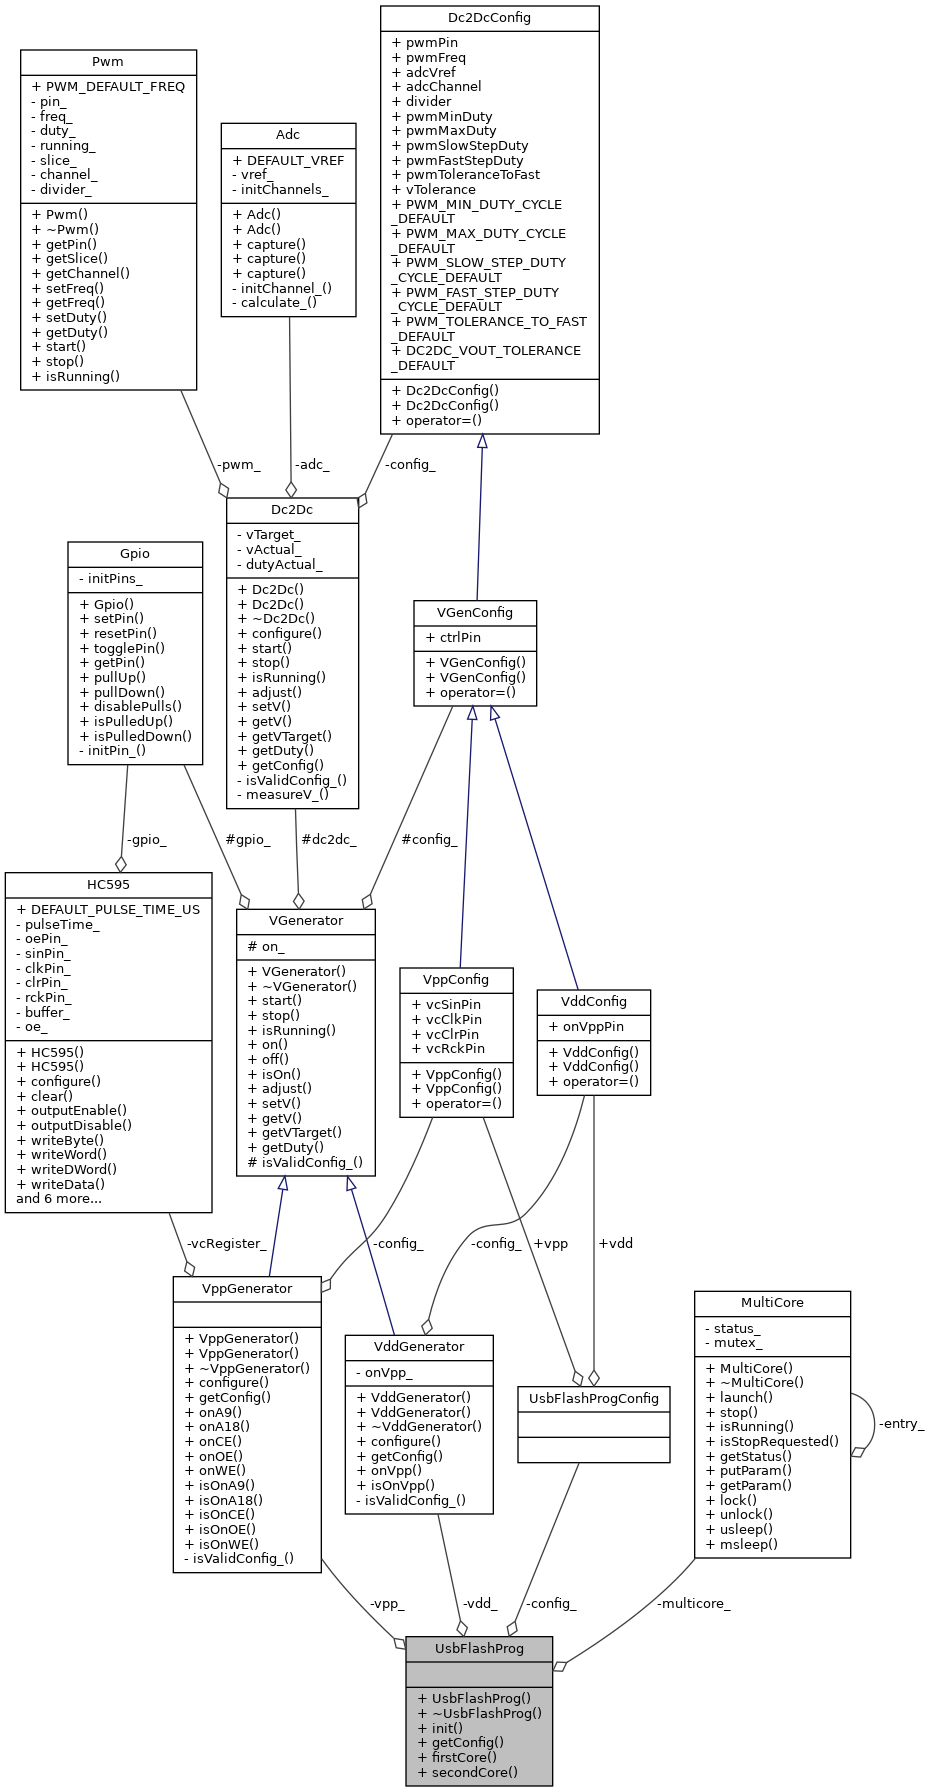 Dc2DcConfig
+ pwmPin
+ pwmFreq
+ adcVref
+ adcChannel
+ divider
+ pwmMinDuty
+ pwmMaxDuty
+ pwmSlowStepDuty
+ pwmFastStepDuty
+ pwmToleranceToFast
+ vTolerance
+ PWM_MIN_DUTY_CYCLE
_DEFAULT
+ PWM_MAX_DUTY_CYCLE
_DEFAULT
+ PWM_SLOW_STEP_DUTY
_CYCLE_DEFAULT
+ PWM_FAST_STEP_DUTY
_CYCLE_DEFAULT
+ PWM_TOLERANCE_TO_FAST
_DEFAULT
+ DC2DC_VOUT_TOLERANCE
_DEFAULT
+ Dc2DcConfig()
+ Dc2DcConfig()
+ operator=()
Pwm
+ PWM_DEFAULT_FREQ
- pin_
- freq_
- duty_
- running_
- slice_
- channel_
- divider_
+ Pwm()
+ ~Pwm()
+ getPin()
+ getSlice()
+ getChannel()
+ setFreq()
+ getFreq()
+ setDuty()
+ getDuty()
+ start()
+ stop()
+ isRunning()
Adc
+ DEFAULT_VREF
- vref_
- initChannels_
+ Adc()
+ Adc()
+ capture()
+ capture()
+ capture()
- initChannel_()
- calculate_()
-pwm_
-adc_
-config_
Dc2Dc
- vTarget_
- vActual_
- dutyActual_
+ Dc2Dc()
+ Dc2Dc()
+ ~Dc2Dc()
+ configure()
+ start()
+ stop()
+ isRunning()
+ adjust()
+ setV()
+ getV()
+ getVTarget()
+ getDuty()
+ getConfig()
- isValidConfig_()
- measureV_()
Gpio
- initPins_
+ Gpio()
+ setPin()
+ resetPin()
+ togglePin()
+ getPin()
+ pullUp()
+ pullDown()
+ disablePulls()
+ isPulledUp()
+ isPulledDown()
- initPin_()
VGenConfig
+ ctrlPin
+ VGenConfig()
+ VGenConfig()
+ operator=()
-gpio_
#gpio_
#dc2dc_
#config_
HC595
+ DEFAULT_PULSE_TIME_US
- pulseTime_
- oePin_
- sinPin_
- clkPin_
- clrPin_
- rckPin_
- buffer_
- oe_
+ HC595()
+ HC595()
+ configure()
+ clear()
+ outputEnable()
+ outputDisable()
+ writeByte()
+ writeWord()
+ writeDWord()
+ writeData()
and 6 more...
VGenerator
# on_
+ VGenerator()
+ ~VGenerator()
+ start()
+ stop()
+ isRunning()
+ on()
+ off()
+ isOn()
+ adjust()
+ setV()
+ getV()
+ getVTarget()
+ getDuty()
# isValidConfig_()
VppConfig
+ vcSinPin
+ vcClkPin
+ vcClrPin
+ vcRckPin
+ VppConfig()
+ VppConfig()
+ operator=()
VddConfig
+ onVppPin
+ VddConfig()
+ VddConfig()
+ operator=()
-vcRegister_
-config_
-config_
+vpp
+vdd
VppGenerator
+ VppGenerator()
+ VppGenerator()
+ ~VppGenerator()
+ configure()
+ getConfig()
+ onA9()
+ onA18()
+ onCE()
+ onOE()
+ onWE()
+ isOnA9()
+ isOnA18()
+ isOnCE()
+ isOnOE()
+ isOnWE()
- isValidConfig_()
VddGenerator
- onVpp_
+ VddGenerator()
+ VddGenerator()
+ ~VddGenerator()
+ configure()
+ getConfig()
+ onVpp()
+ isOnVpp()
- isValidConfig_()
UsbFlashProgConfig
MultiCore
- status_
- mutex_
+ MultiCore()
+ ~MultiCore()
+ launch()
+ stop()
+ isRunning()
+ isStopRequested()
+ getStatus()
+ putParam()
+ getParam()
+ lock()
+ unlock()
+ usleep()
+ msleep()
-entry_
-vpp_
-vdd_
-config_
-multicore_
UsbFlashProg
+ UsbFlashProg()
+ ~UsbFlashProg()
+ init()
+ getConfig()
+ firstCore()
+ secondCore()